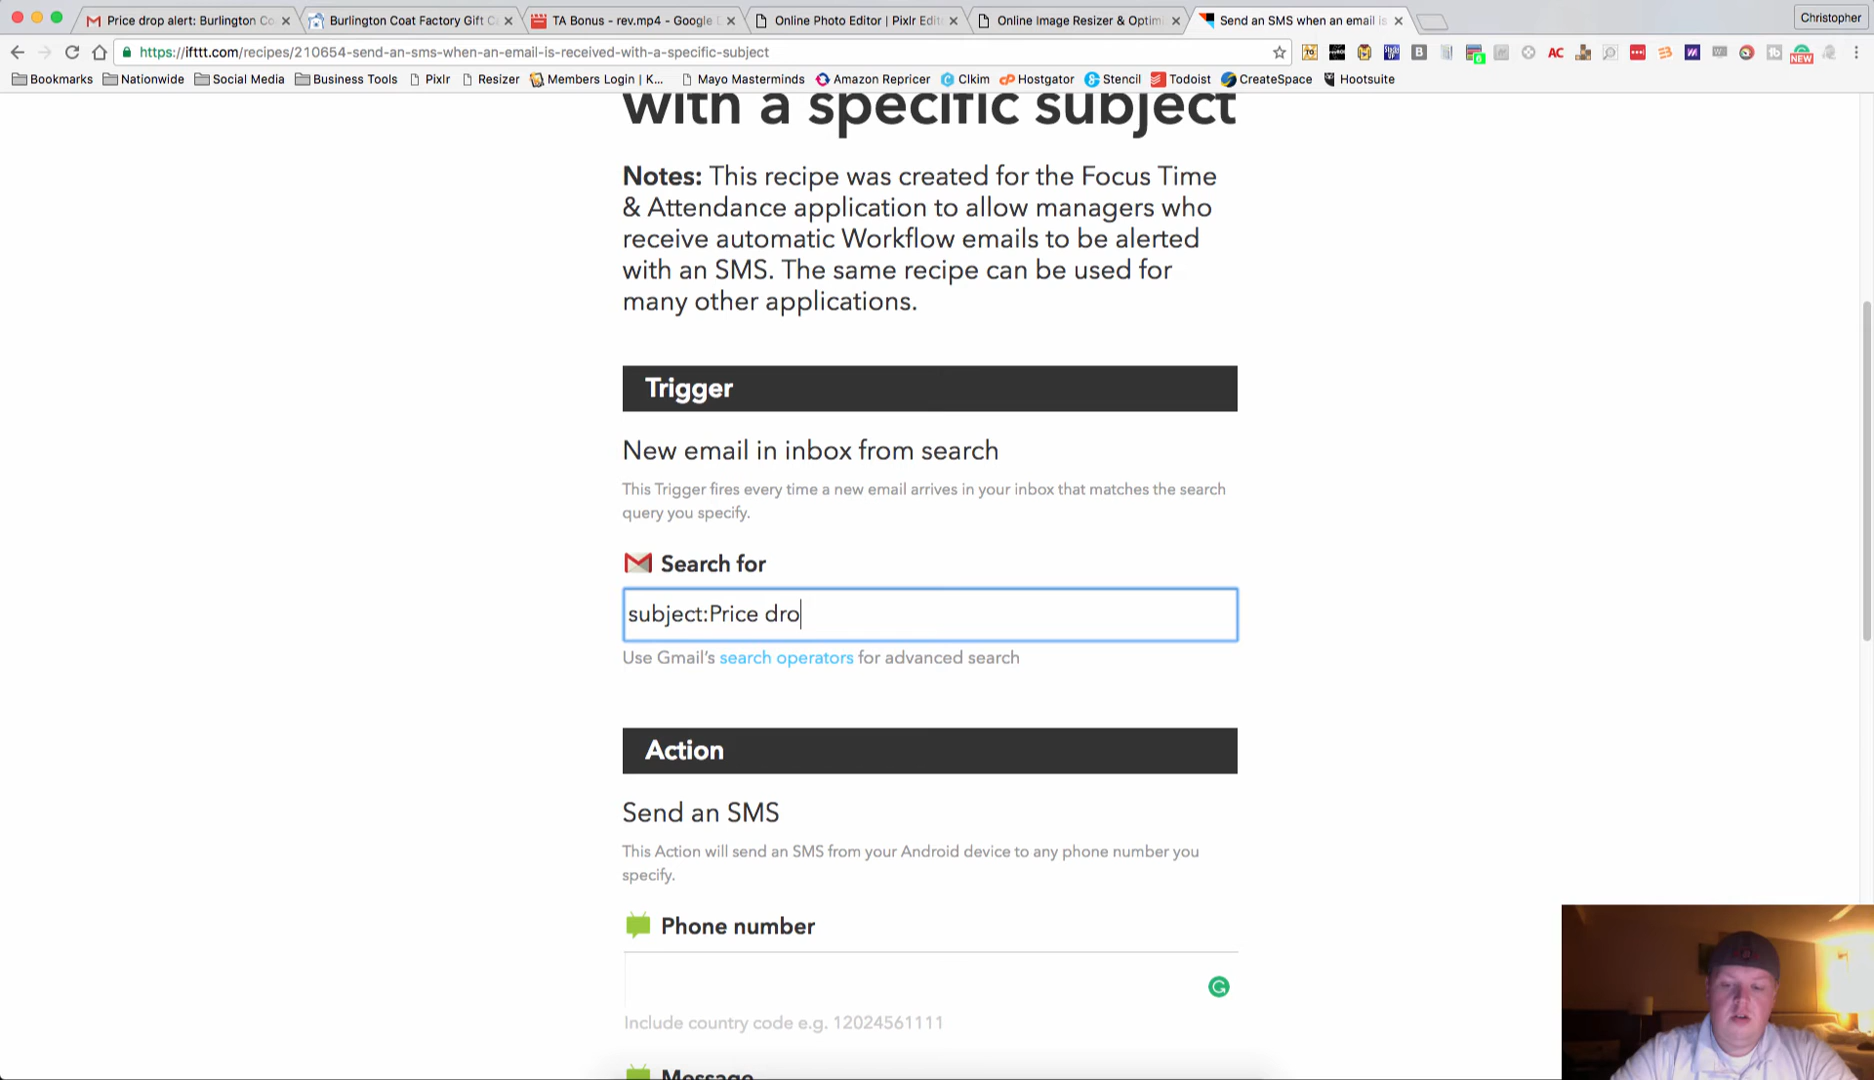 Price drop alert: Burlington Co
Burlington Coat Factory Gift C
TA Bonus - rev.mp4 - Google
Online Photo Editor | Pixlr Edit
Online Image Resizer & Optim
Send an SMS when an email is
Christopher
https://ifttt.com/recipes/210654-send-an-sms-when-an-email-is-received-with-a-specific-subject
Bookmarks Nationwide Social Media Business Tools Pixlr Resizer Members Login | K... Mayo Masterminds Amazon Repricer Clkim Hostgator Stencil Todoist CreateSpace Hootsuite
with a specific subject
Notes: This recipe was created for the Focus Time
& Attendance application to allow managers who
receive automatic Workflow emails to be alerted
with an SMS. The same recipe can be used for
many other applications.
Trigger
New email in inbox from search
This Trigger fires every time a new email arrives in your inbox that matches the search
query you specify.
Search for
subject:Price dro
Use Gmail's search operators for advanced search
Action
Send an SMS
This Action will send an SMS from your Android device to any phone number you
specify.
Phone number
Include country code e.g. 12024561111
Message